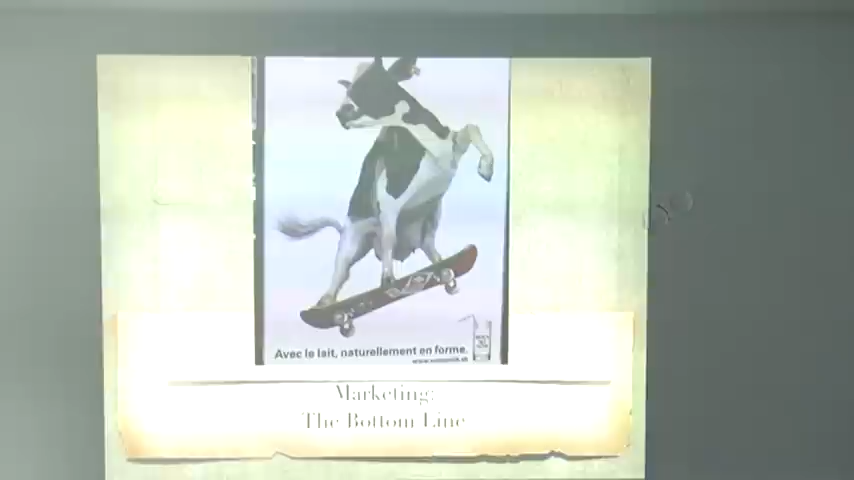 Avec le lait, naturellement en forme.
Marketing:
The Bottom Line